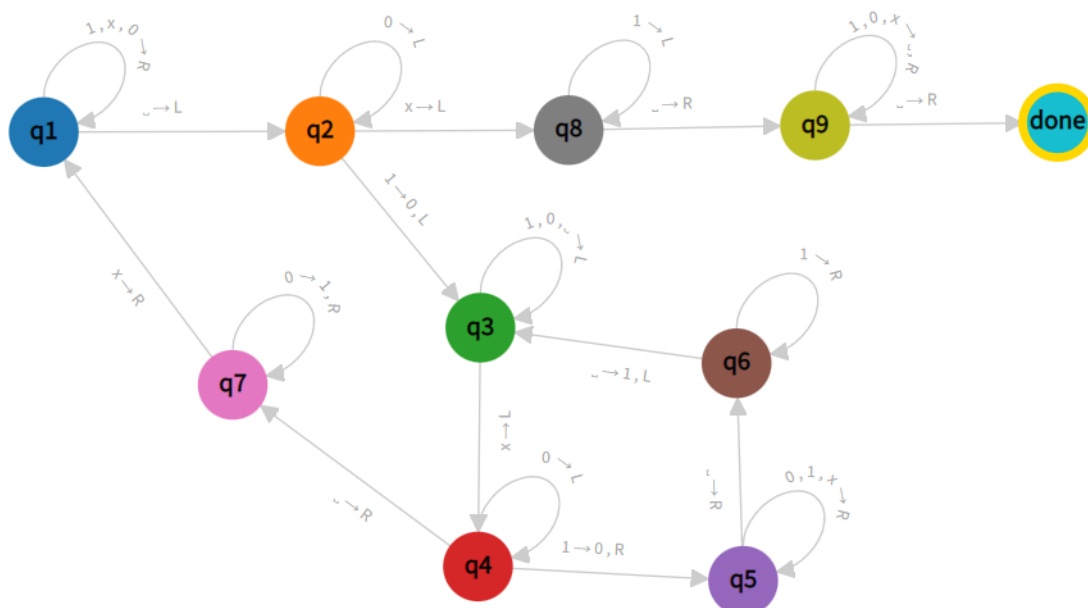 1,x,0→R
0→L
1→L
1,0,x→␣,R
␣→L
x→L
␣→R
␣→R
q1
q2
q8
q9
done
1→0,L
1,0,␣→L
x→R
0→1,R
1→R
q3
q6
q7
␣→1,L
x→L
0→L
␣→R
0,1,x→R
␣→R
1→0,R
q4
q5